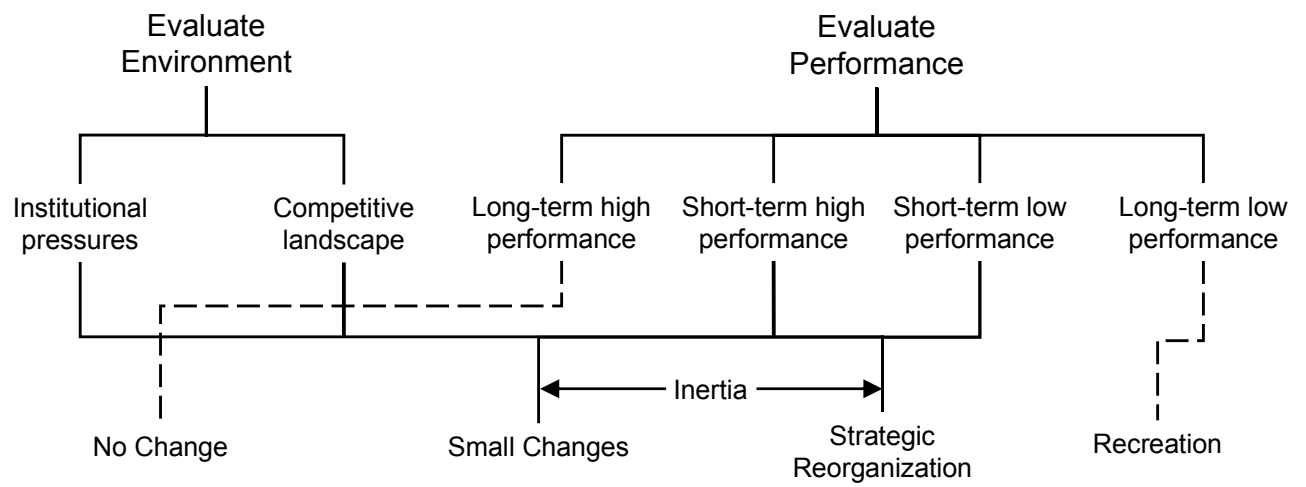 Evaluate
Environment
Evaluate
Performance
Institutional
pressures
Competitive
landscape
Long-term high
performance
Short-term high
performance
Short-term low
performance
Long-term low
performance
Inertia
No Change
Small Changes
Strategic
Reorganization
Recreation